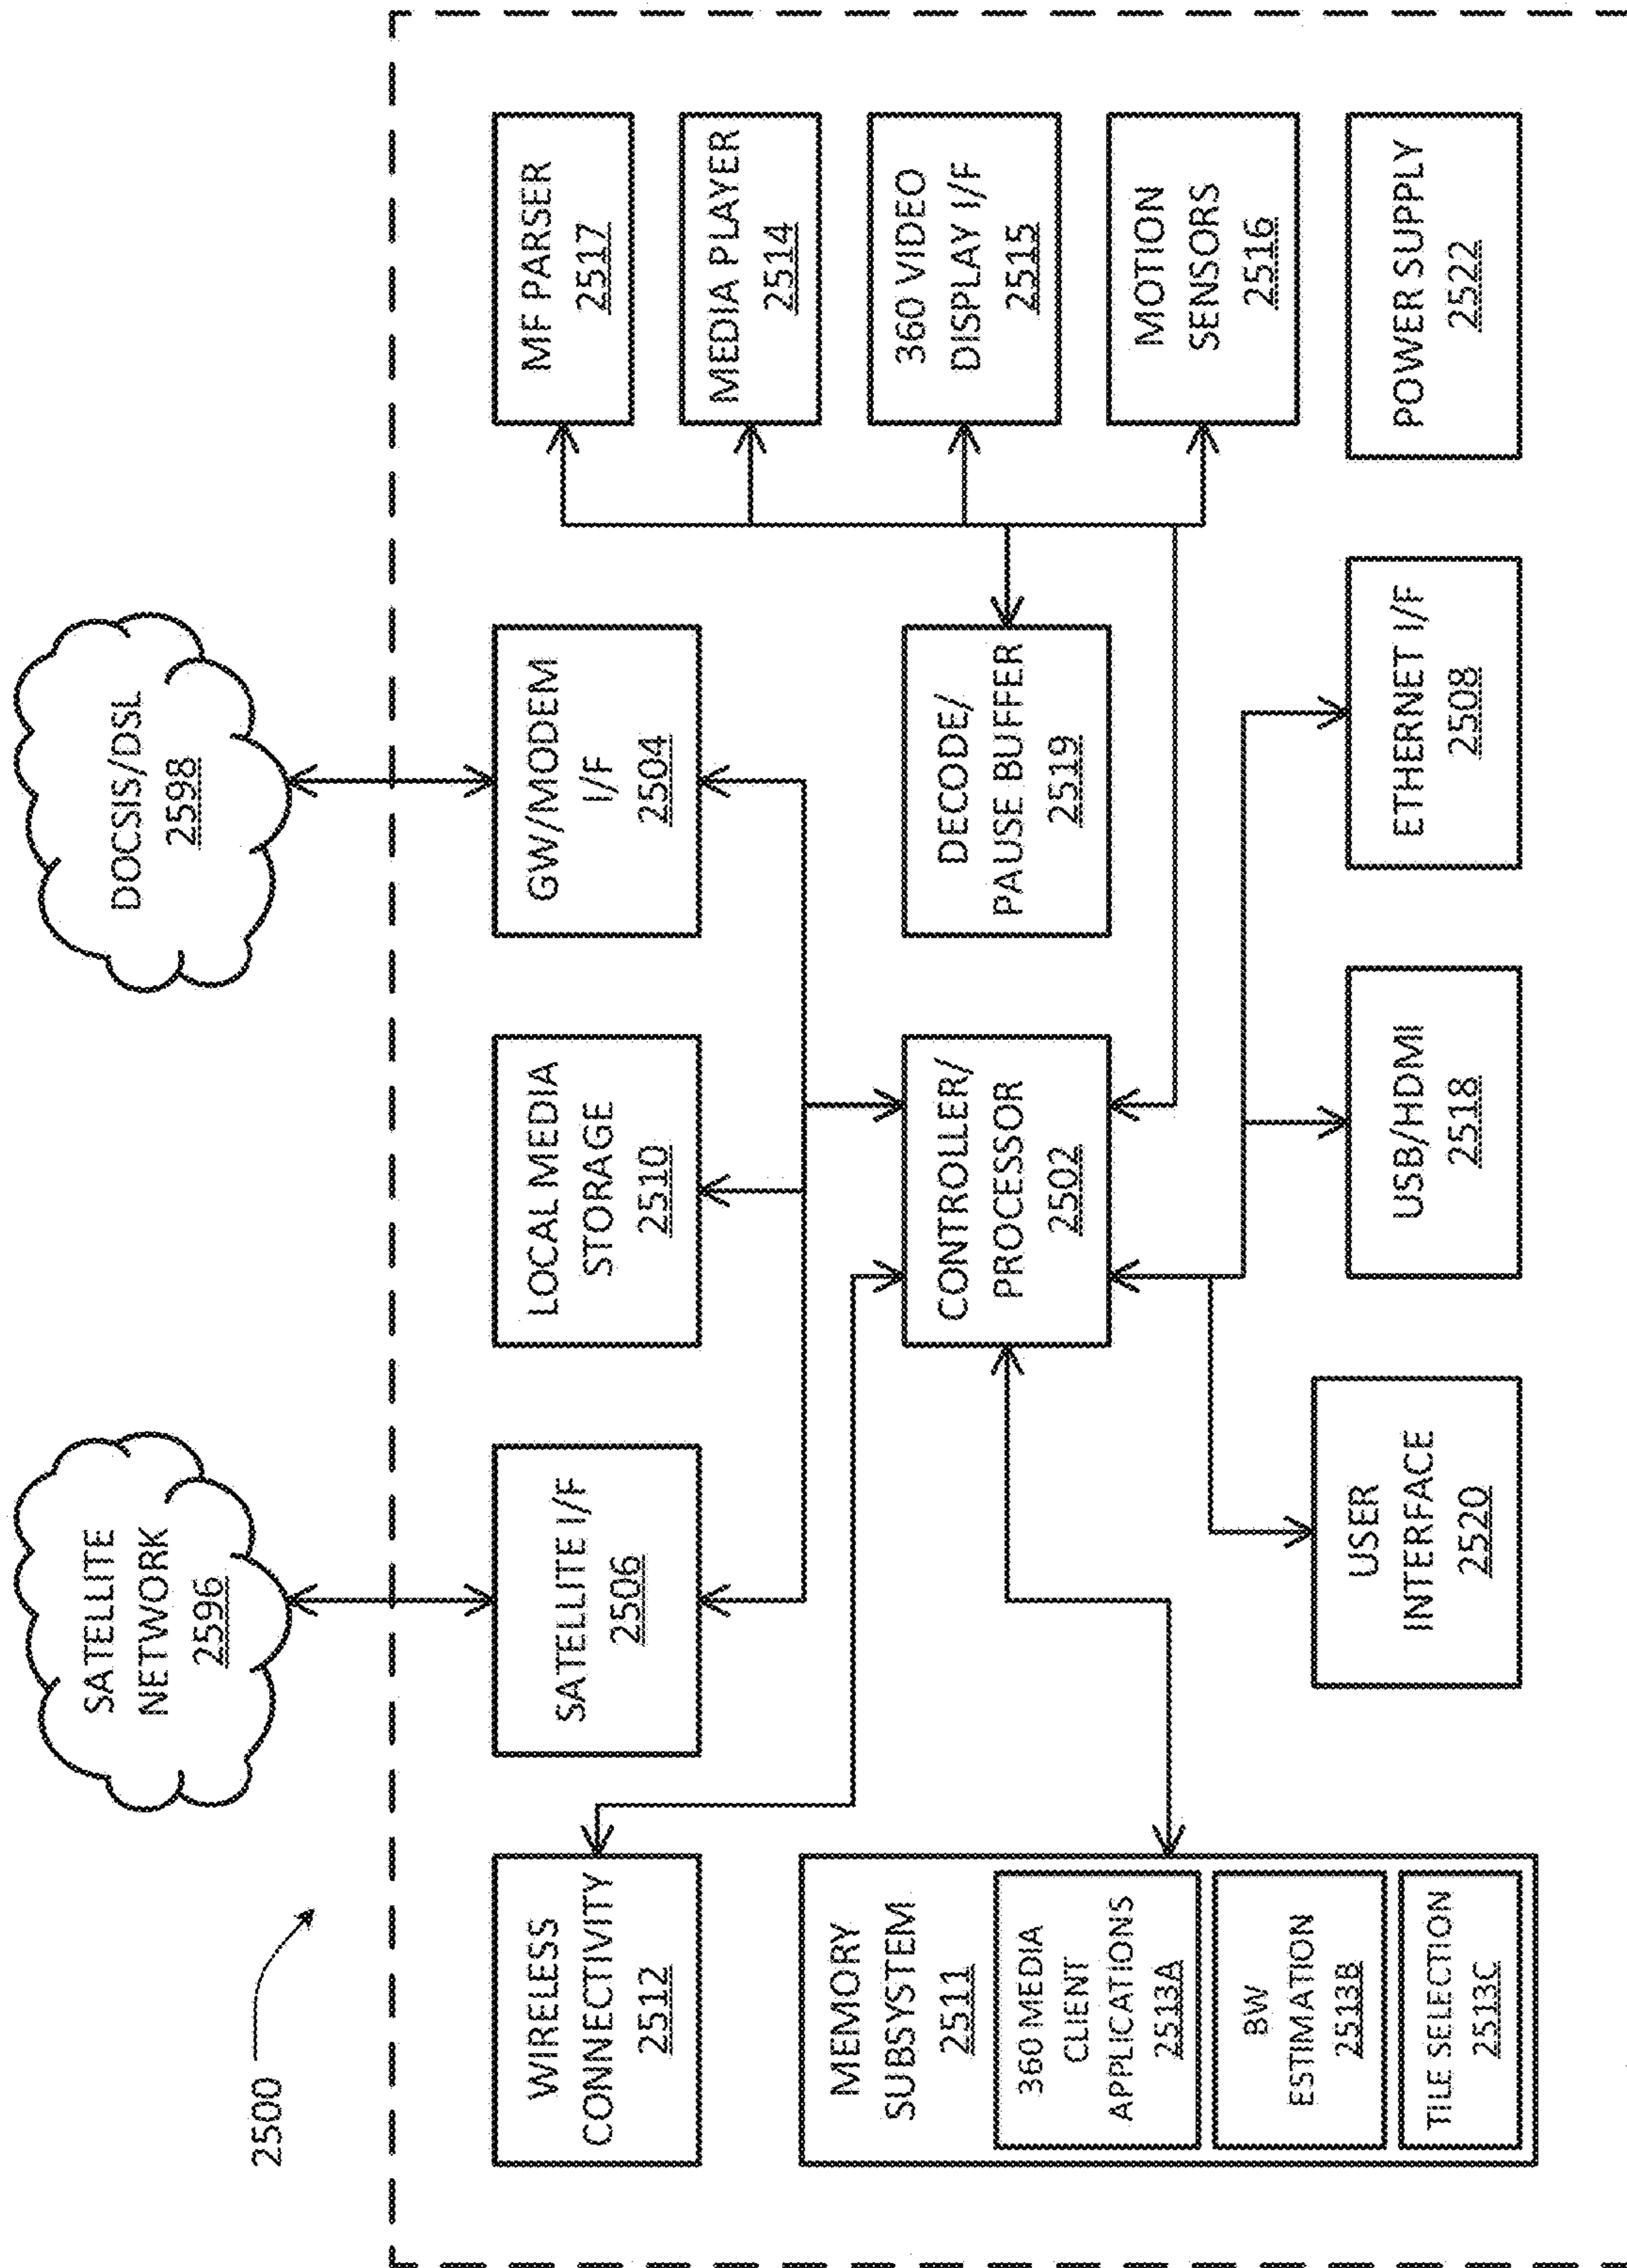 2500
SATELLITE
NETWORK
2596
DOCSIS/DSL
2598
WIRELESS
CONNECTIVITY
2512
SATELLITE I/F
2506
LOCAL MEDIA
STORAGE
2510
GW/MODEM
I/F
2504
MF PARSER
2517
MEDIA PLAYER
2514
360 VIDEO
DISPLAY I/F
2515
MOTION
SENSORS
2516
MEMORY
SUBSYSTEM
2511
360 MEDIA
CLIENT
APPLICATIONS
2513A
BW
ESTIMATION
2513B
TILE SELECTION
2513C
CONTROLLER/
PROCESSOR
2502
DECODE/
PAUSE BUFFER
2519
USER
INTERFACE
2520
USB/HDMI
2518
ETHERNET I/F
2508
POWER SUPPLY
2522